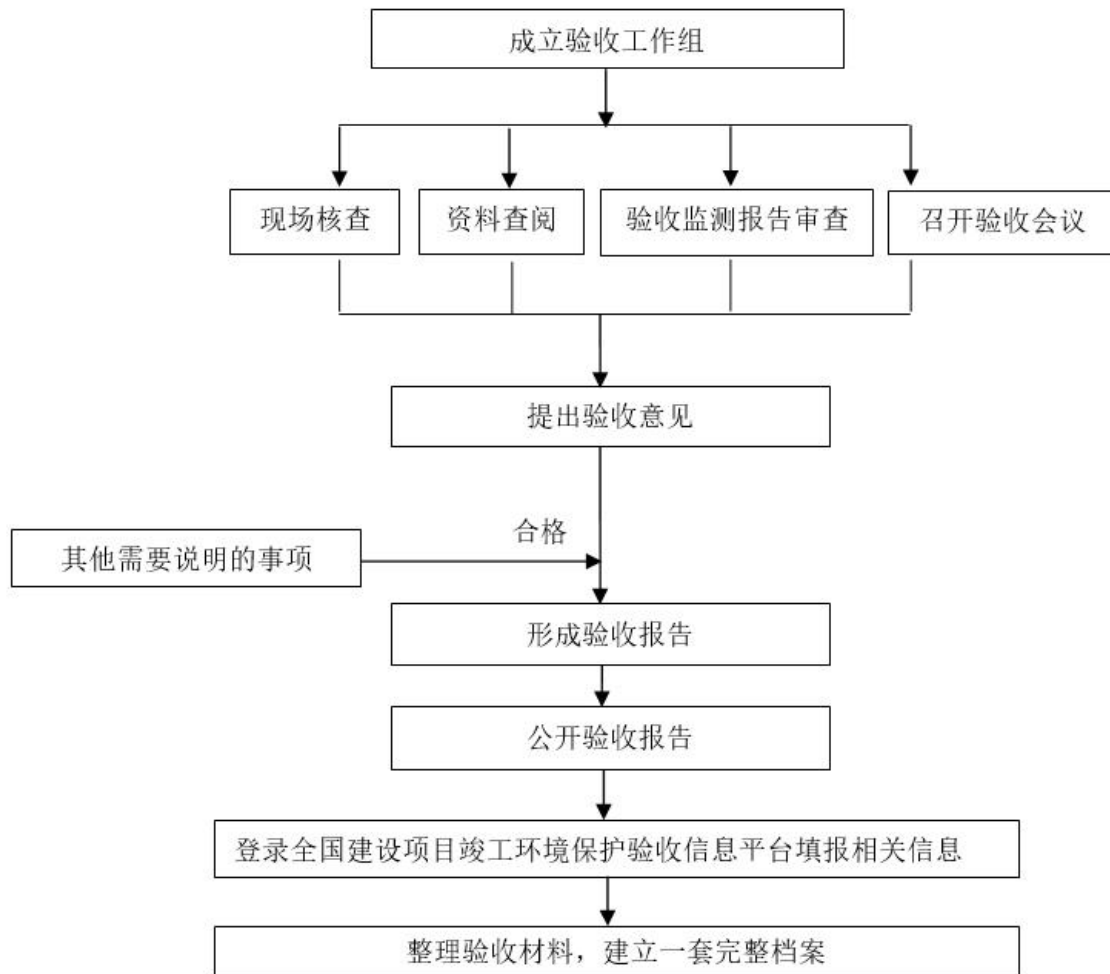 成立验收工作组
现场核查
资料查阅
验收监测报告审查
召开验收会议
提出验收意见
合格
其他需要说明的事项
形成验收报告
公开验收报告
登录全国建设项目竣工环境保护验收信息平台填报相关信息
整理验收材料，建立一套完整档案